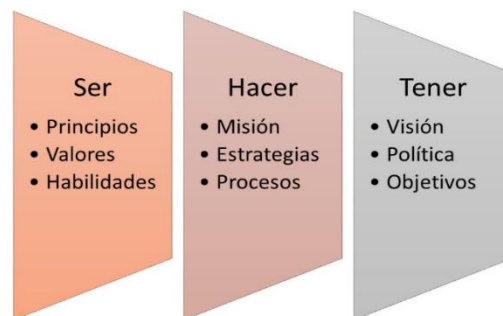 Ser
• Principios
• Valores
• Habilidades
Hacer
• Misión
• Estrategias
• Procesos
Tener
• Visión
• Política
• Objetivos